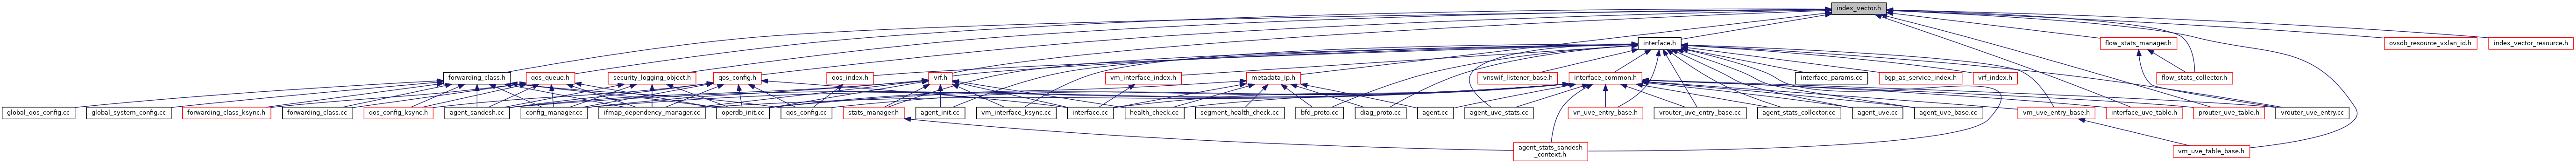 index_vector.h
interface.h
flow_stats_manager.h
ovsdb_resource_vxlan_id.h
index_vector_resource.h
forwarding_class.h
qos_queue.h
security_logging_object.h
qos_config.h
qos_index.h
vrf.h
vm_interface_index.h
metadata_ip.h
vnswif_listener_base.h
interface_common.h
interface_params.cc
bgp_as_service_index.h
vrf_index.h
flow_stats_collector.h
global_qos_config.cc
global_system_config.cc
forwarding_class_ksync.h
forwarding_class.cc
qos_config_ksync.h
agent_sandesh.cc
config_manager.cc
ifmap_dependency_manager.cc
operdb_init.cc
qos_config.cc
stats_manager.h
agent_init.cc
vm_interface_ksync.cc
interface.cc
health_check.cc
segment_health_check.cc
bfd_proto.cc
diag_proto.cc
agent.cc
agent_uve_stats.cc
vn_uve_entry_base.h
vrouter_uve_entry_base.cc
agent_stats_collector.cc
agent_uve.cc
agent_uve_base.cc
vm_uve_entry_base.h
interface_uve_table.h
prouter_uve_table.h
vrouter_uve_entry.cc
agent_stats_sandesh
_context.h
vm_uve_table_base.h